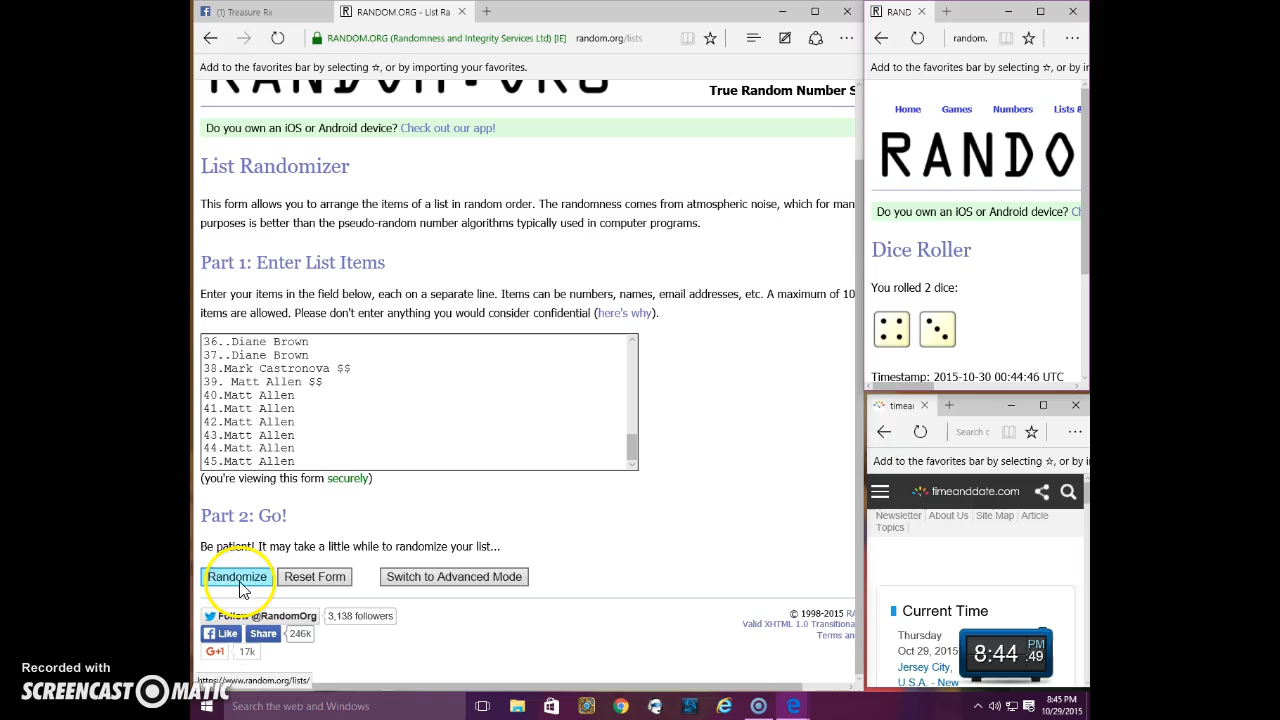 Treasure Rx
RANDOM.ORG - List Ra
RANDOM.ORG (Randomness and Integrity Services Ltd) [IE]
random.org/lists
Add to the favorites bar by selecting ☆, or by importing your favorites.
RANDOM.ORG
True Random Number S
Do you own an iOS or Android device? Check out our app!
List Randomizer
This form allows you to arrange the items of a list in random order. The randomness comes from atmospheric noise, which for man
purposes is better than the pseudo-random number algorithms typically used in computer programs.
Part 1: Enter List Items
Enter your items in the field below, each on a separate line. Items can be numbers, names, email addresses, etc. A maximum of 10
items are allowed. Please don't enter anything you would consider confidential (here's why).
36..Diane Brown
37..Diane Brown
38.Mark Castronova $$
39. Matt Allen $$
40.Matt Allen
41.Matt Allen
42.Matt Allen
43.Matt Allen
44.Matt Allen
45.Matt Allen
(you're viewing this form securely)
Part 2: Go!
Be patient! It may take a little while to randomize your list...
Randomize
Reset Form
Switch to Advanced Mode
Follow @RandomOrg
3,138 followers
Like
Share
246k
G+1
17k
© 1998-2015 RA
Valid XHTML 1.0 Transitiona
Terms an
https://www.random.org/lists/
RAND
random.
Add to the favorites bar by selecting ☆, or by i
Home
Games
Numbers
Lists &
RANDO
Do you own an iOS or Android device? Ch
Dice Roller
You rolled 2 dice:
Timestamp: 2015-10-30 00:44:46 UTC
timea
Search o
Add to the favorites bar by selecting ☆, or by i
timeanddate.com
Newsletter | About Us | Site Map | Article
Topics
Current Time
Thursday
Oct 29, 2015
Jersey City,
U.S.A. - New
8:44
PM
.49
Recorded with
SCREENCAST-O-MATIC
Search the web and Windows
8:45 PM
10/29/2015